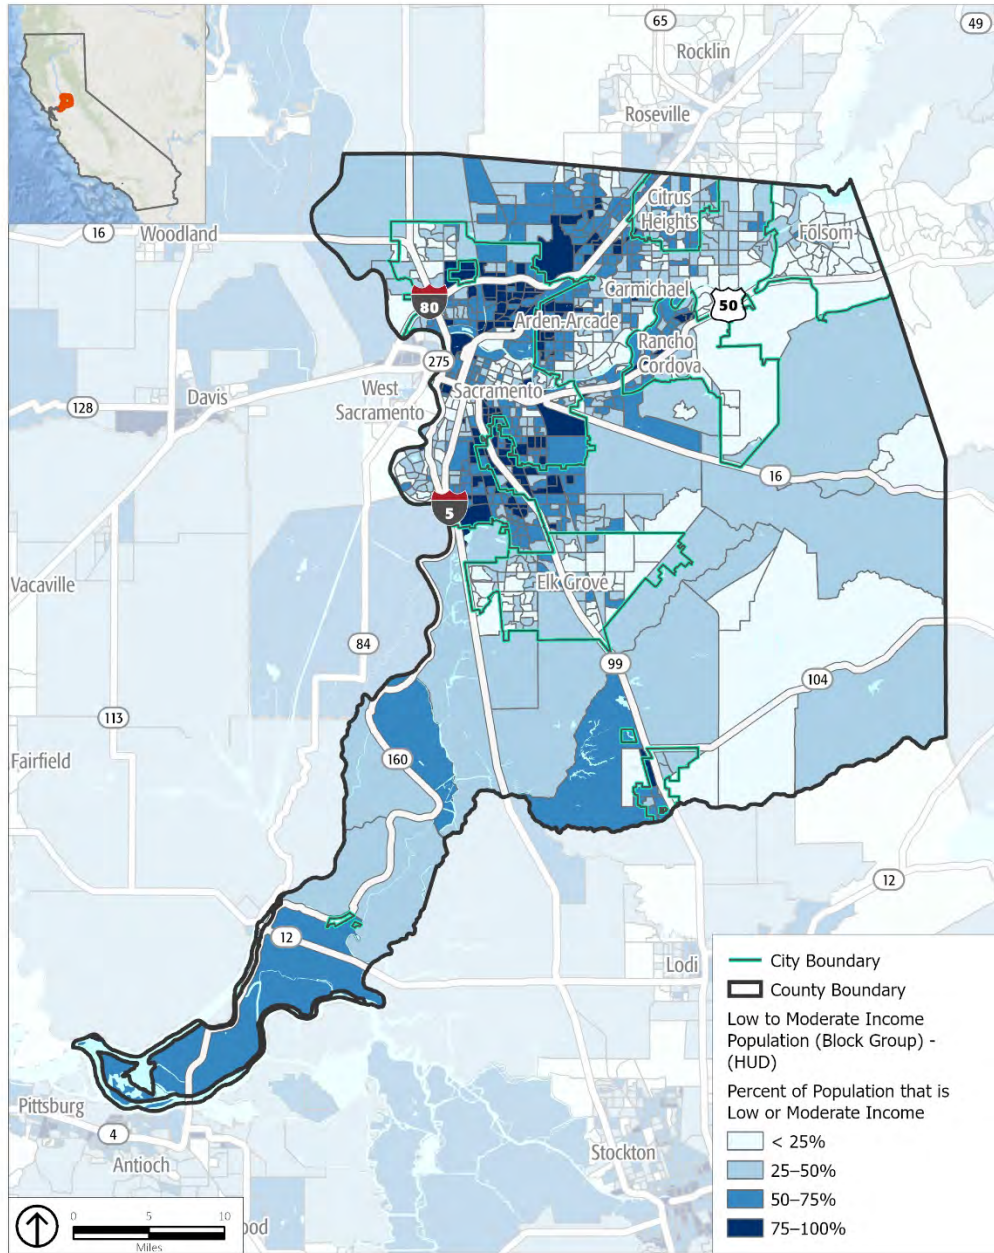 65
49
Rocklin
Roseville
16
Woodland
Citrus
Heights
Folsom
80
Carmichael
50
Arden-Arcade
Rancho
Cordova
275
128
Davis
West
Sacramento
Sacramento
16
5
Vacaville
Elk Grove
84
99
104
113
Fairfield
160
12
12
Lodi
Pittsburg
4
Antioch
Stockton
ood
0 5 10
Miles
City Boundary
County Boundary
Low to Moderate Income
Population (Block Group) -
(HUD)
Percent of Population that is
Low or Moderate Income
< 25%
25–50%
50–75%
75–100%